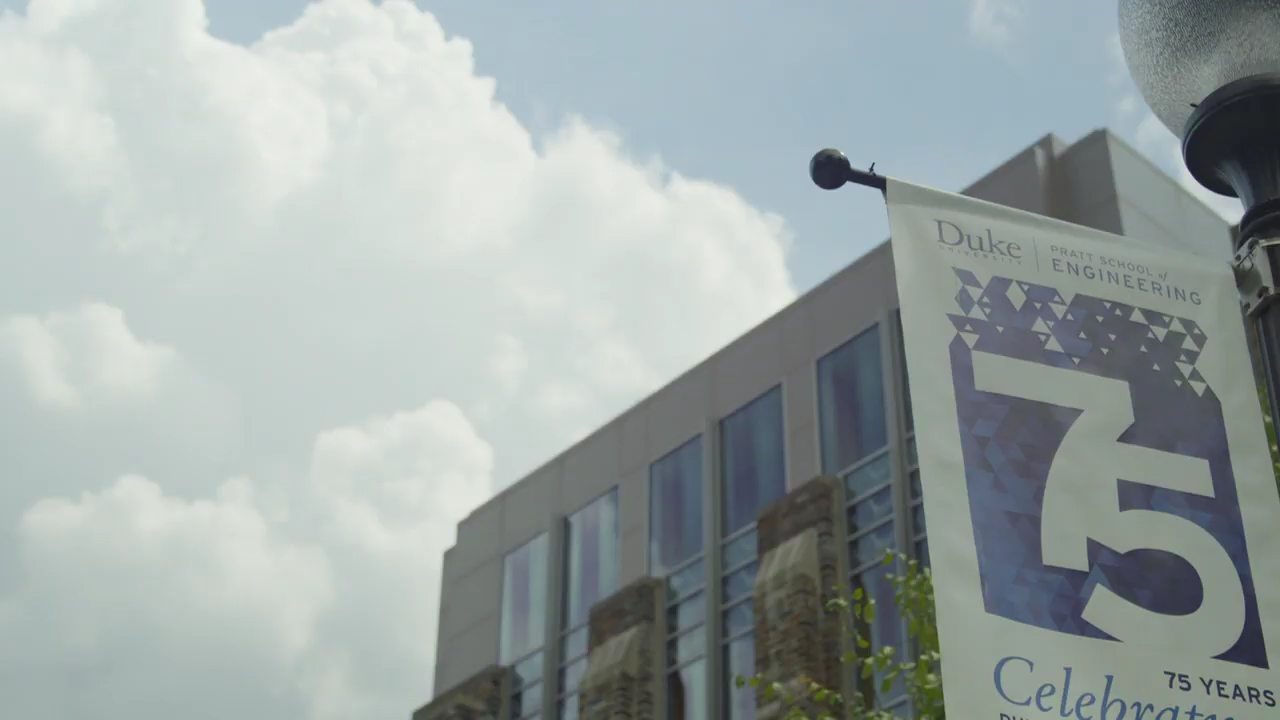 Duke
UNIVERSITY
PRATT SCHOOL of
ENGINEERING
75
75 YEARS